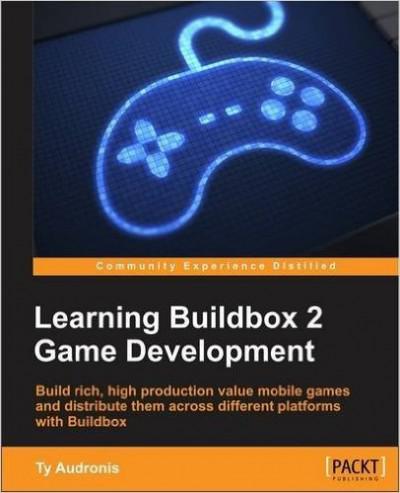 Community Experience Distilled
Learning Buildbox 2
Game Development
Build rich, high production value mobile games
and distribute them across different platforms
with Buildbox
Ty Audronis
[PACKT]
PUBLISHING